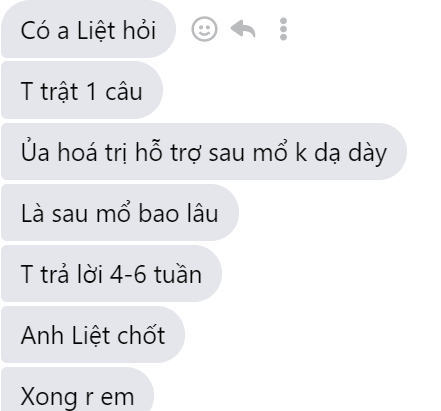 Có a Liệt hỏi
T trật 1 câu
Ủa hoá trị hỗ trợ sau mổ k dạ dày
Là sau mổ bao lâu
T trả lời 4-6 tuần
Anh Liệt chốt
Xong r em